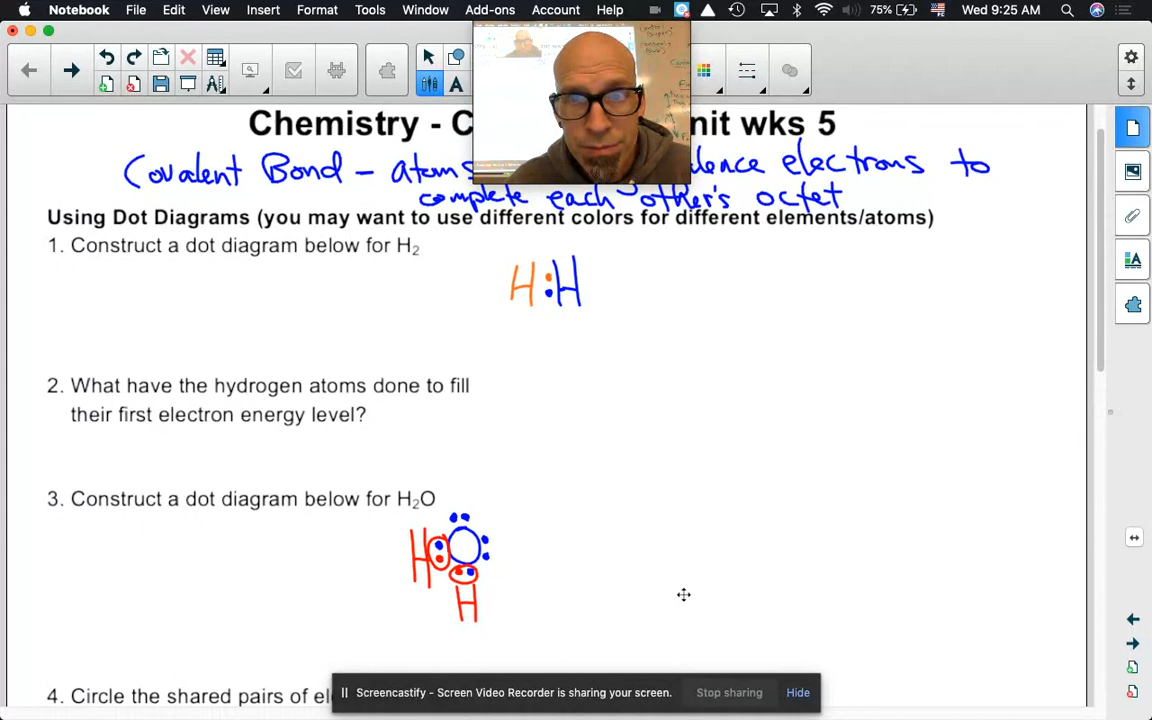 Notebook File Edit View Insert Format Tools Window Add-ons Account Help 75% Wed 9:25 AM
Chemistry - C nit wks 5
Covalent Bond - atoms lence electrons to
complete each other's octet
Using Dot Diagrams (you may want to use different colors for different elements/atoms)
1. Construct a dot diagram below for H₂
H:H
2. What have the hydrogen atoms done to fill
their first electron energy level?
3. Construct a dot diagram below for H₂O
H O
H
4. Circle the shared pairs of el
Screencastify - Screen Video Recorder is sharing your screen. Stop sharing Hide